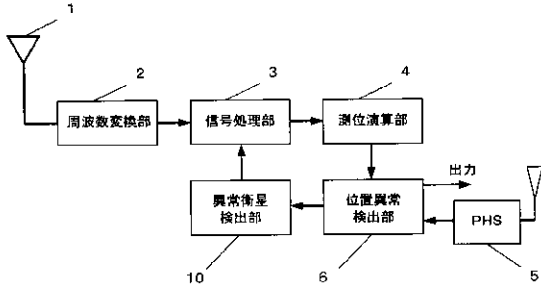 1
2
3
4
周波数変換部
信号処理部
測位演算部
出力
異常衛星
検出部
位置異常
検出部
PHS
10
6
5